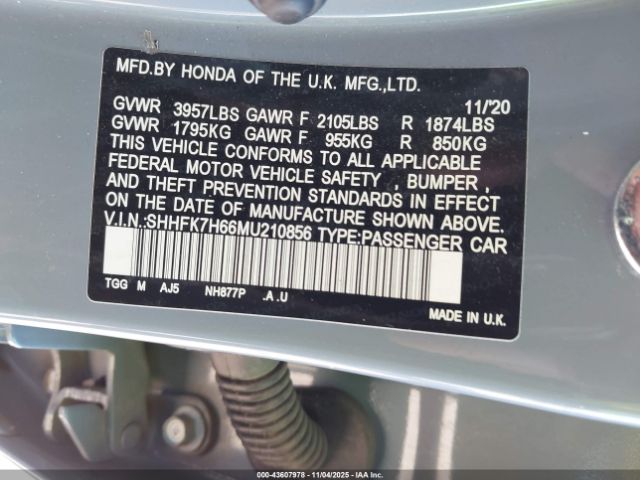 MFD.BY HONDA OF THE U.K. MFG.,LTD.
11/'20
GVWR 3957LBS GAWR F 2105LBS R 1874LBS
GVWR 1795KG GAWR F 955KG R 850KG
THIS VEHICLE CONFORMS TO ALL APPLICABLE
FEDERAL MOTOR VEHICLE SAFETY , BUMPER ,
AND THEFT PREVENTION STANDARDS IN EFFECT
ON THE DATE OF MANUFACTURE SHOWN ABOVE.
V.I.N.:SHHFK7H66MU210856 TYPE:PASSENGER CAR
TGG M AJ5 NH877P .A.U
MADE IN U.K.
000-43607978 - 11/04/2025 - IAAI.COM